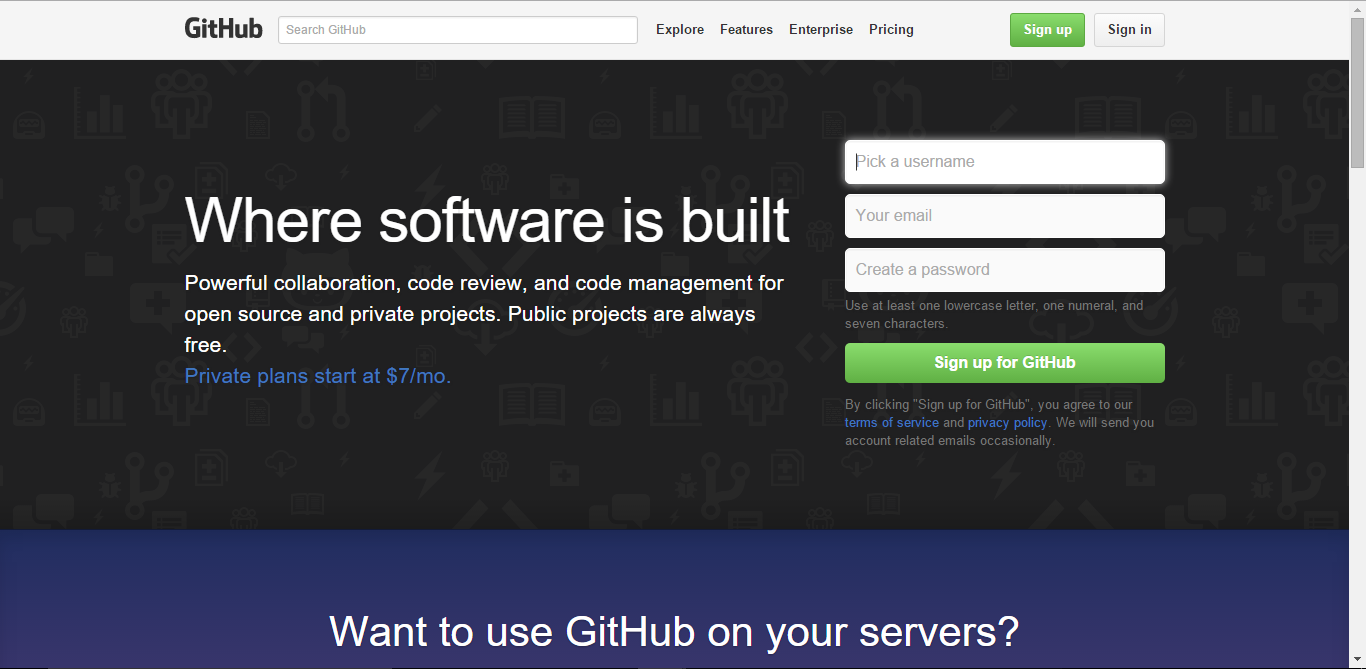 GitHub
Search GitHub
Explore Features Enterprise Pricing
Sign up
Sign in
Where software is built
Powerful collaboration, code review, and code management for
open source and private projects. Public projects are always
free.
Private plans start at $7/mo.
Pick a username
Your email
Create a password
Use at least one lowercase letter, one numeral, and
seven characters.
Sign up for GitHub
By clicking "Sign up for GitHub", you agree to our
terms of service and privacy policy. We will send you
account related emails occasionally.
Want to use GitHub on your servers?